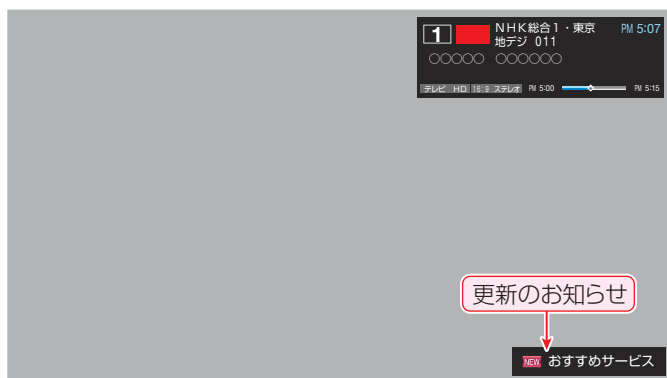 1 NHK総合1・東京 PM 5:07
地デジ 011
○○○○○ ○○○○○○
テレビ HD 16:9 ステレオ PM 5:00 PM 5:15
更新のお知らせ
NEW おすすめサービス